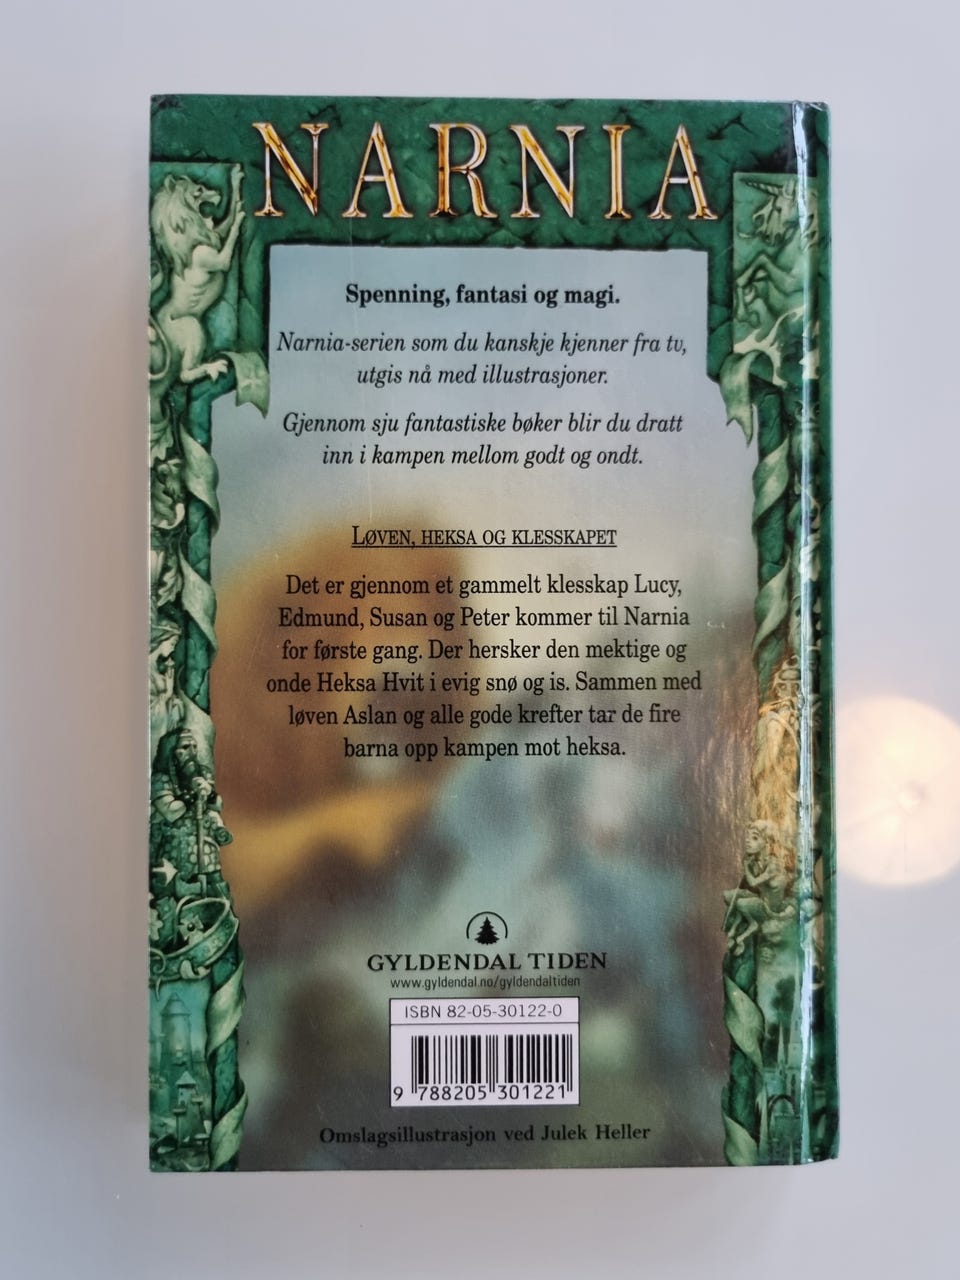 NARNIA
Spenning, fantasi og magi.
Narnia-serien som du kanskje kjenner fra tv,
utgis nå med illustrasjoner.
Gjennom sju fantastiske bøker blir du dratt
inn i kampen mellom godt og ondt.
LØVEN, HEKSA OG KLESSKAPET
Det er gjennom et gammelt klesskap Lucy,
Edmund, Susan og Peter kommer til Narnia
for første gang. Der hersker den mektige og
onde Heksa Hvit i evig snø og is. Sammen med
løven Aslan og alle gode krefter tar de fire
barna opp kampen mot heksa.
GYLDENDAL TIDEN
www.gyldendal.no/gyldendaltiden
ISBN 82-05-30122-0
9 788205 301221
Omslagsillustrasjon ved Julek Heller